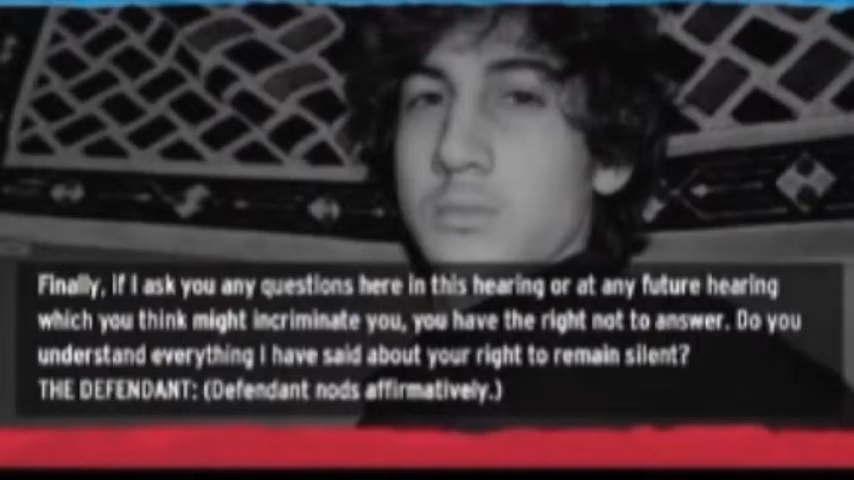 Finally, if I ask you any questions here in this hearing or at any future hearing
which you think might incriminate you, you have the right not to answer. Do you
understand everything I have said about your right to remain silent?
THE DEFENDANT: (Defendant nods affirmatively.)